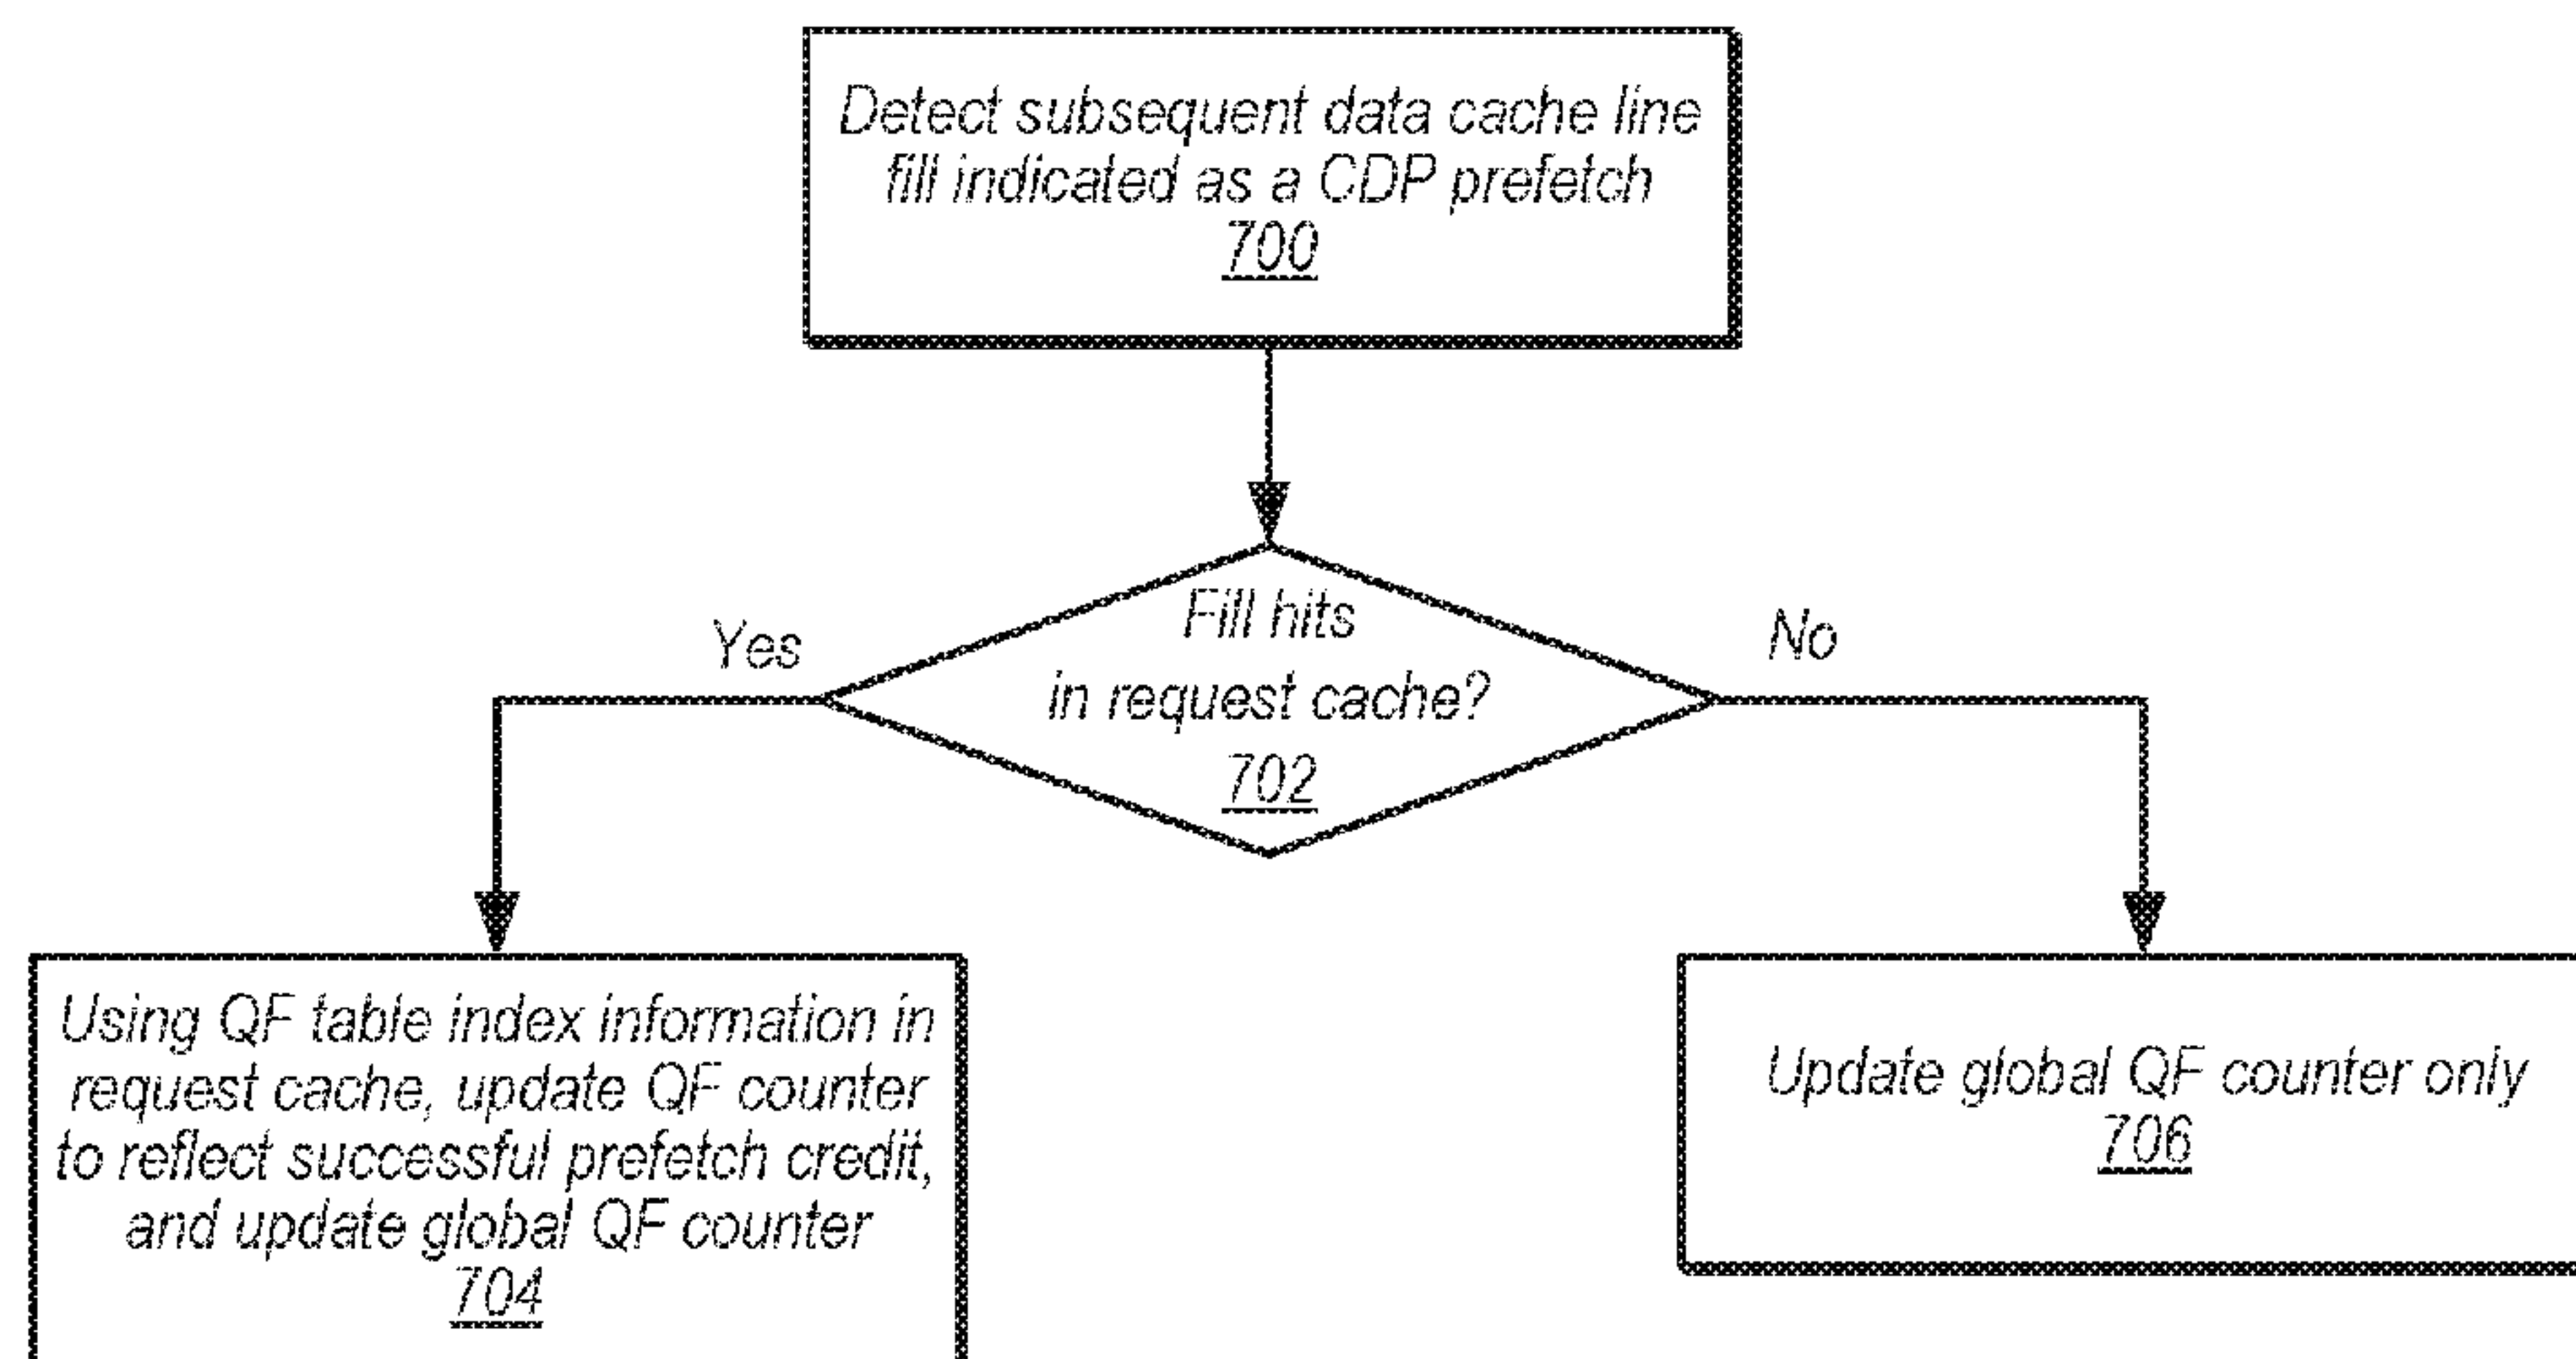 Detect subsequent data cache line
fill indicated as a CDP prefetch
700
Fill hits
in request cache?
702
Yes
No
Using QF table index information in
request cache, update QF counter
to reflect successful prefetch credit,
and update global QF counter
704
Update global QF counter only
706